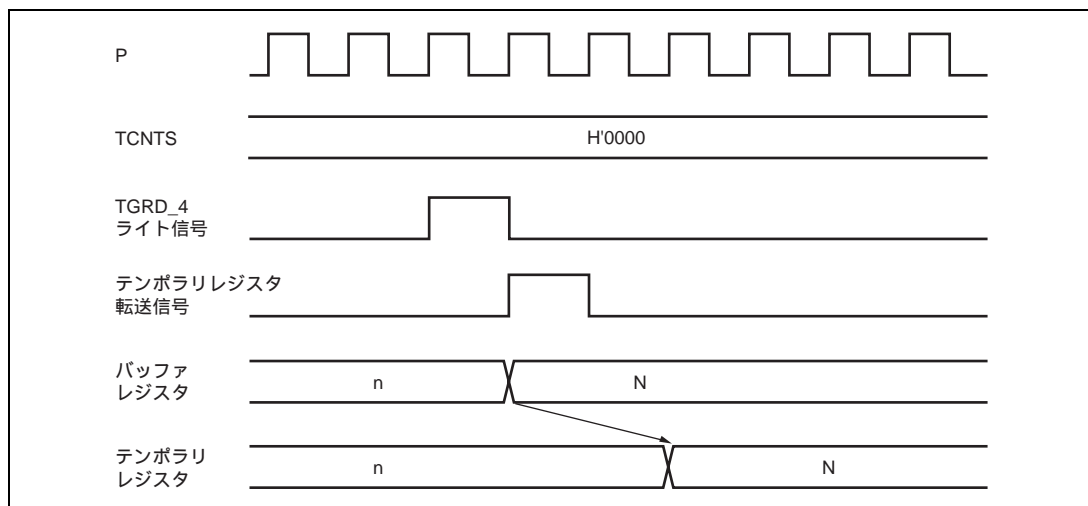 P
TCNTS
H'0000
TGRD_4
ライト信号
テンポラリレジスタ
転送信号
バッファ
レジスタ
n
N
テンポラリ
レジスタ
n
N